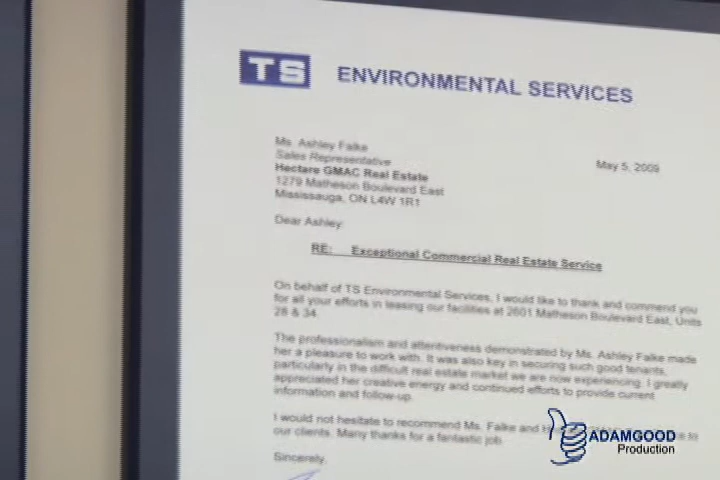 TS ENVIRONMENTAL SERVICES
Ms. Ashley Falke
Sales Representative
Hectare GMAC Real Estate
1279 Matheson Boulevard East
Mississauga, ON L4W 1R1
May 5, 2009
Dear Ashley:
RE: Exceptional Commercial Real Estate Service
On behalf of TS Environmental Services, I would like to thank and commend you
for all your efforts in leasing our facilities at 2601 Matheson Boulevard East, Units
28 & 34.
The professionalism and attentiveness demonstrated by Ms. Ashley Falke made
her a pleasure to work with. It was also key in securing such good tenants,
particularly in the difficult real estate market we are now experiencing. I greatly
appreciated her creative energy and continued efforts to provide current
information and follow-up.
I would not hesitate to recommend Ms. Falke and to
our clients. Many thanks for a fantastic job.
Sincerely,
ADAMGOOD
Production